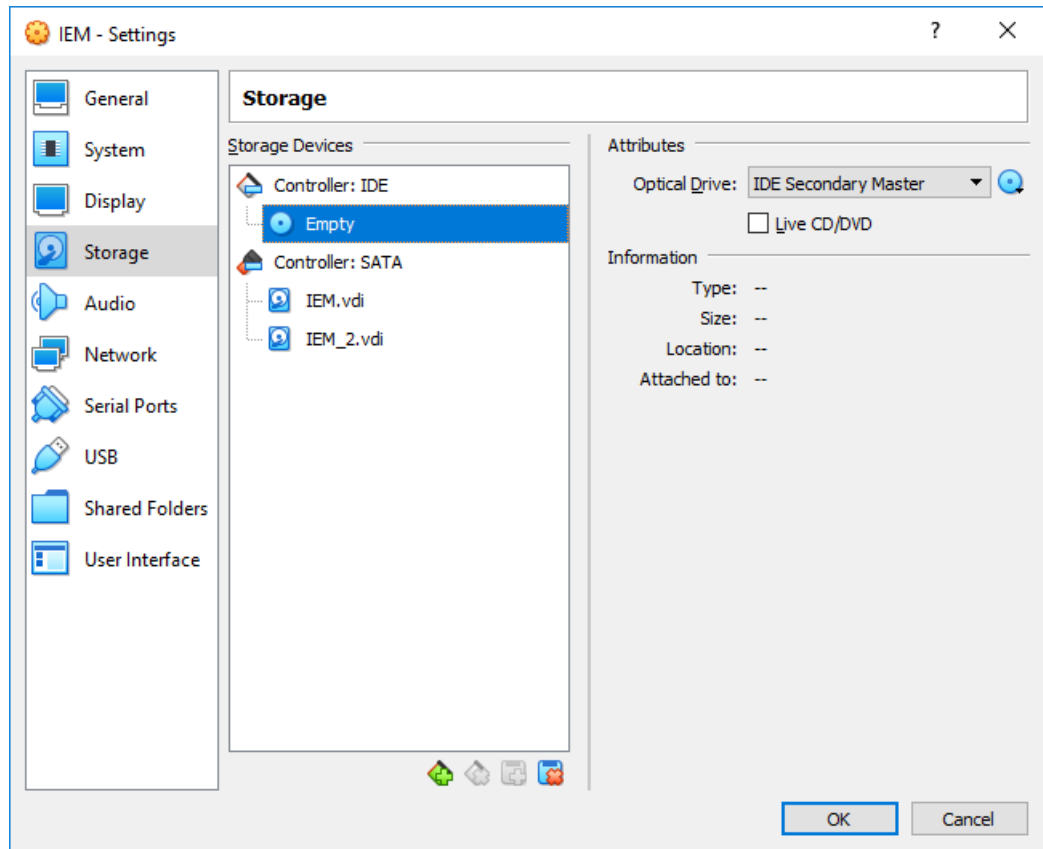 IEM - Settings
?
General
System
Display
Storage
Audio
Network
Serial Ports
USB
Shared Folders
User Interface
Storage
Storage Devices
Controller: IDE
Empty
Controller: SATA
IEM.vdi
IEM_2.vdi
Attributes
Optical Drive: IDE Secondary Master
Live CD/DVD
Information
Type: --
Size: --
Location: --
Attached to: --
OK
Cancel